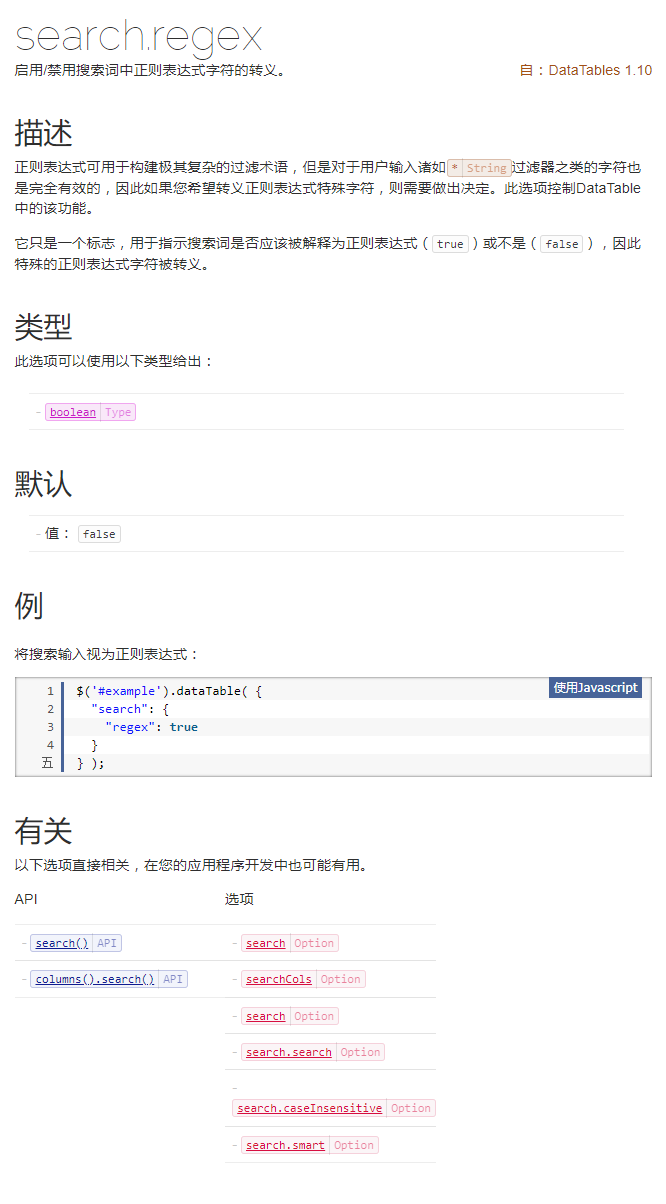 search.regex
启用/禁用搜索词中正则表达式字符的转义。 自：DataTables 1.10
描述
正则表达式可用于构建极其复杂的过滤术语，但是对于用户输入诸如 * String 过滤器之类的字符也
是完全有效的，因此如果您希望转义正则表达式特殊字符，则需要做出决定。此选项控制DataTable
中的该功能。
它只是一个标志，用于指示搜索词是否应该被解释为正则表达式（ true ）或不是（ false ），因此
特殊的正则表达式字符被转义。
类型
此选项可以使用以下类型给出：
- boolean Type
默认
- 值： false
例
将搜索输入视为正则表达式：
使用Javascript
1 $('#example').dataTable( {
2 "search": {
3 "regex": true
4 }
五 } );
有关
以下选项直接相关，在您的应用程序开发中也可能有用。
API 选项
- search() API - search Option
- columns().search() API - searchCols Option
- search Option
- search.search Option
-
search.caseInsensitive Option
- search.smart Option